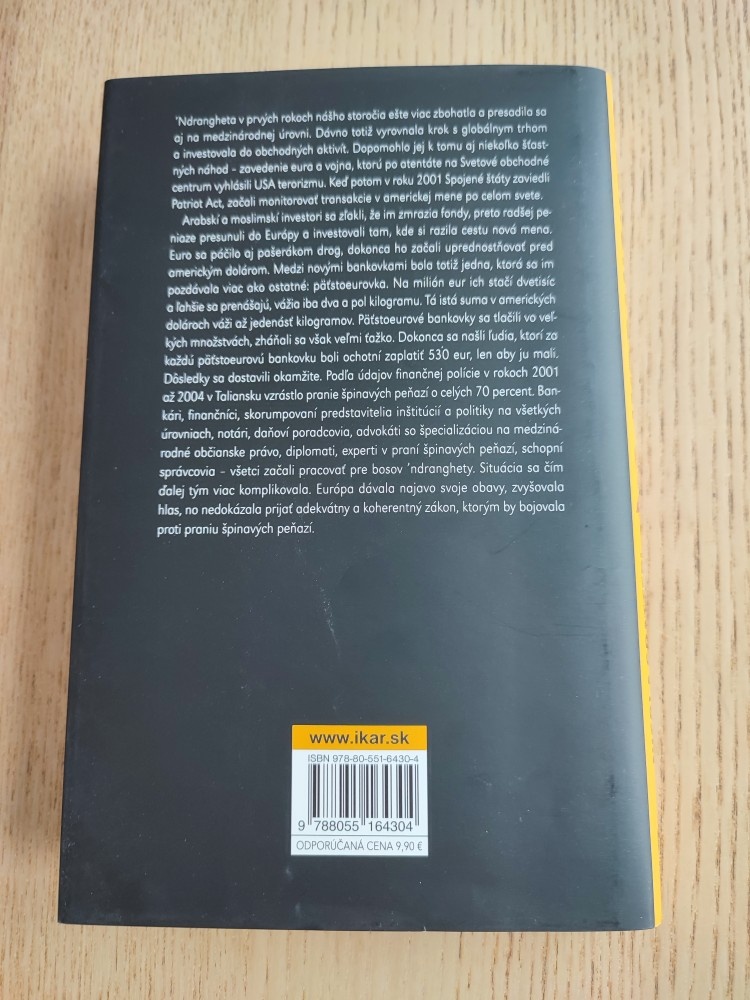 'Ndrangheta v prvých rokoch nášho storočia ešte viac zbohatla a presadila sa
aj na medzinárodnej úrovni. Dávno totiž vyrovnala krok s globálnym trhom
a investovala do obchodných aktivít. Dopomohlo jej k tomu aj niekoľko šťast-
ných náhod – zavedenie eura a vojna, ktorú po atentáte na Svetové obchodné
centrum vyhlásili USA terorizmu. Keď potom v roku 2001 Spojené štáty zaviedli
Patriot Act, začali monitorovať transakcie v americkej mene po celom svete.
Arabskí a moslimskí investori sa zľakli, že im zmrazia fondy, preto radšej pe-
niaze presunuli do Európy a investovali tam, kde si razila cestu nová mena.
Euro sa páčilo aj pašerákom drog, dokonca ho začali uprednostňovať pred
americkým dolárom. Medzi novými bankovkami bola totiž jedna, ktorá sa im
pozdávala viac ako ostatné: päťstoeurovka. Na milión eur ich stačí dvetisíc
a ľahšie sa prenášajú, vážia iba dva a pol kilogramu. Tá istá suma v amerických
dolároch váži až jedenásť kilogramov. Päťstoeurové bankovky sa tlačili vo veľ-
kých množstvách, zháňali sa však veľmi ťažko. Dokonca sa našli ľudia, ktorí za
každú päťstoeurovú bankovku boli ochotní zaplatiť 530 eur, len aby ju mali.
Dôsledky sa dostavili okamžite. Podľa údajov finančnej polície v rokoch 2001
až 2004 v Taliansku vzrástlo pranie špinavých peňazí o celých 70 percent. Ban-
kári, finančníci, skorumpovaní predstavitelia inštitúcií a politiky na všetkých
úrovniach, notári, daňoví poradcovia, advokáti so špecializáciou na mediná-
rodné občianske právo, diplomati, experti v praní špinavých peňazí, schopní
správcovia – všetci začali pracovať pre bosov 'ndranghety. Situácia sa čím
ďalej tým viac komplikovala. Európa dávala najavo svoje obavy, zvyšovala
hlas, no nedokázala prijať adekvátny a koherentný zákon, ktorým by bojovala
proti praniu špinavých peňazí.
www.ikar.sk
ISBN 978-80-551-6430-4
9 788055 164304
ODPORÚČANÁ CENA 9,90 €